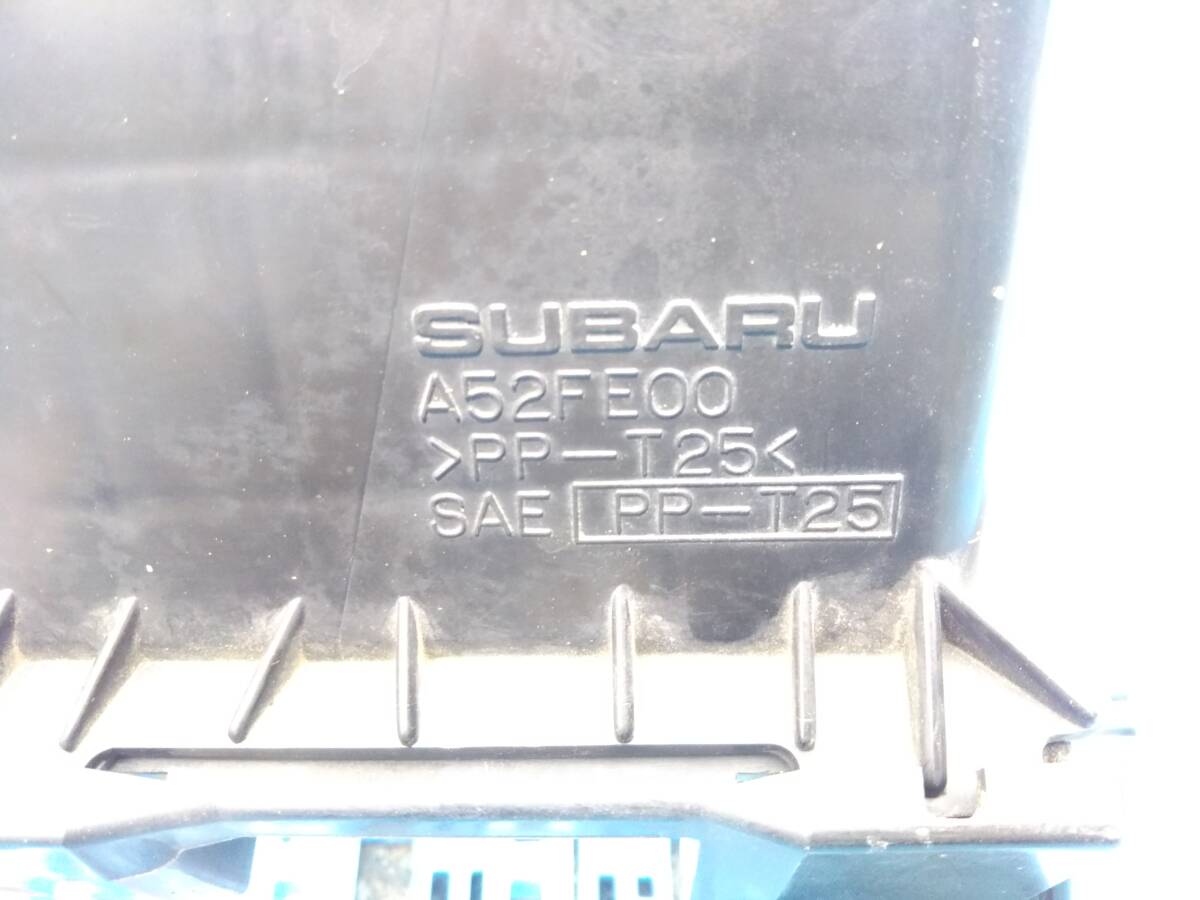 SUBARU
A52FE00
>PP-T25<
SAE PP-T25